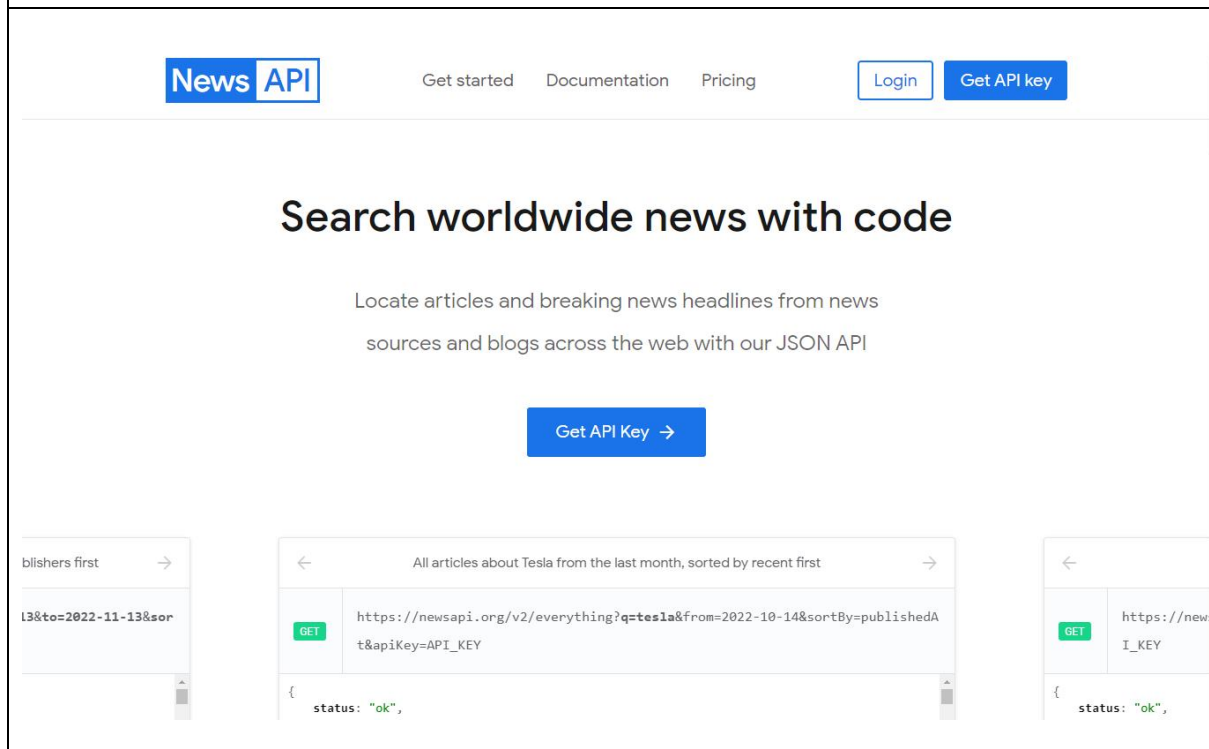 News API
Get started Documentation Pricing
Login Get API key
Search worldwide news with code
Locate articles and breaking news headlines from news
sources and blogs across the web with our JSON API
Get API Key →
blishers first →
13&to=2022-11-13&sor
← All articles about Tesla from the last month, sorted by recent first →
GET https://newsapi.org/v2/everything?q=tesla&from=2022-10-14&sortBy=publishedA
t&apiKey=API_KEY
{
status: "ok",
←
GET https://news
I_KEY
{
status: "ok",